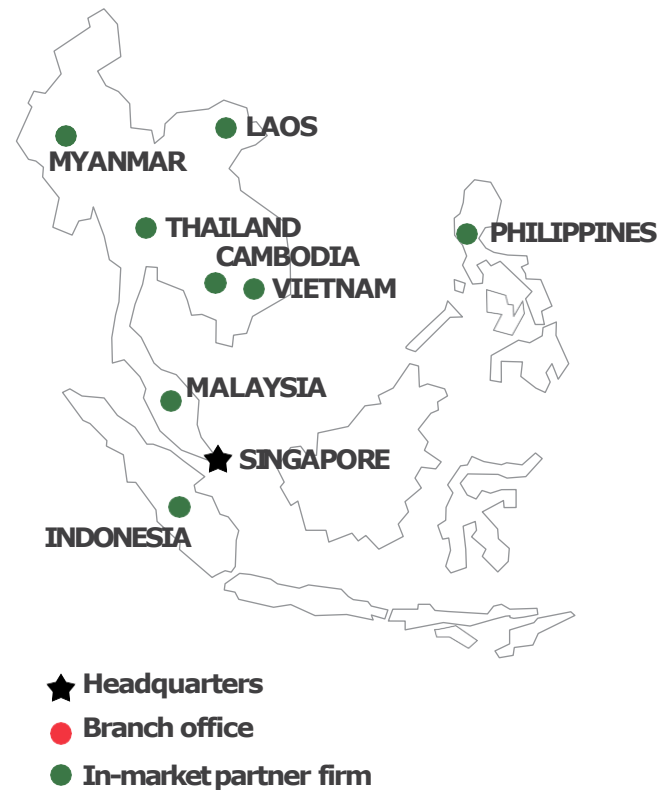 LAOS
MYANMAR
THAILAND
PHILIPPINES
CAMBODIA
VIETNAM
MALAYSIA
SINGAPORE
INDONESIA
Headquarters
Branch office
In-market partner firm